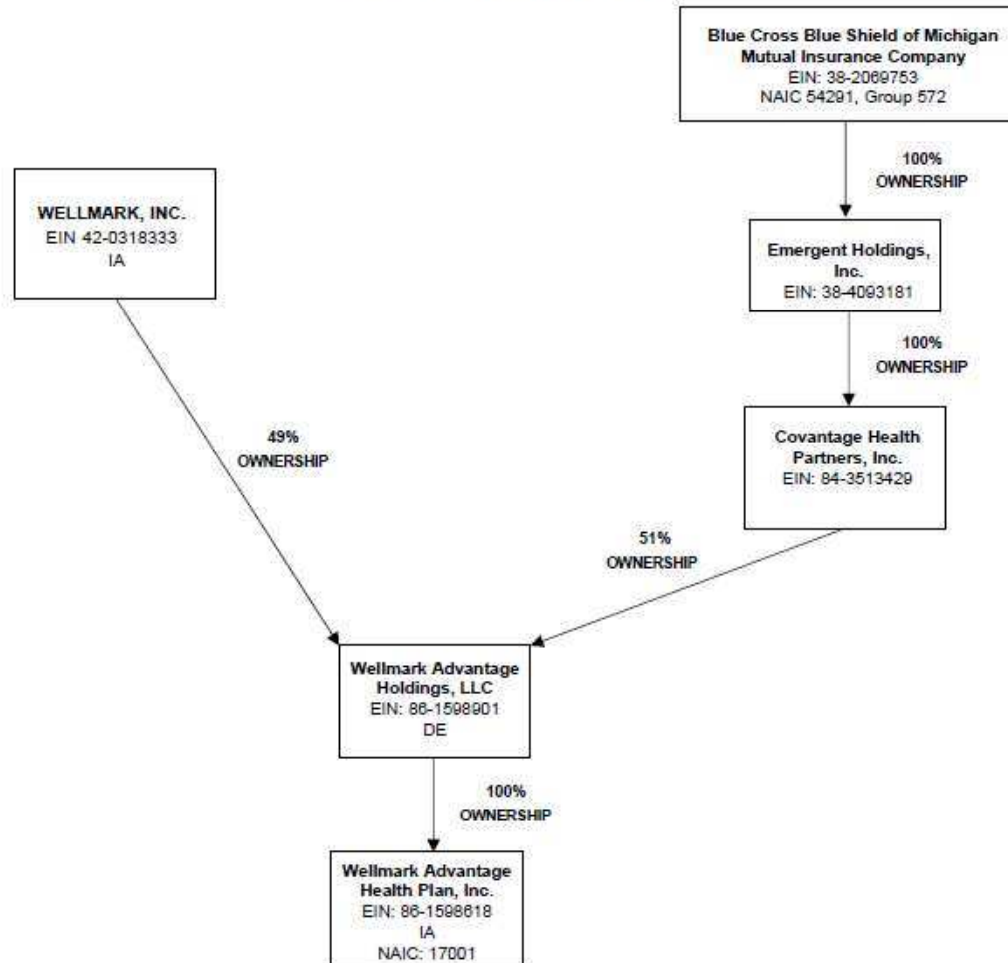 Blue Cross Blue Shield of Michigan
Mutual Insurance Company
EIN: 38-2069753
NAIC 54291, Group 572
100%
OWNERSHIP
WELLMARK, INC.
EIN 42-0318333
IA
Emergent Holdings,
Inc.
EIN: 38-4093181
100%
OWNERSHIP
Covantage Health
Partners, Inc.
EIN: 84-3513429
49%
OWNERSHIP
51%
OWNERSHIP
Wellmark Advantage
Holdings, LLC
EIN: 86-1598901
DE
100%
OWNERSHIP
Wellmark Advantage
Health Plan, Inc.
EIN: 86-1598618
IA
NAIC: 17001